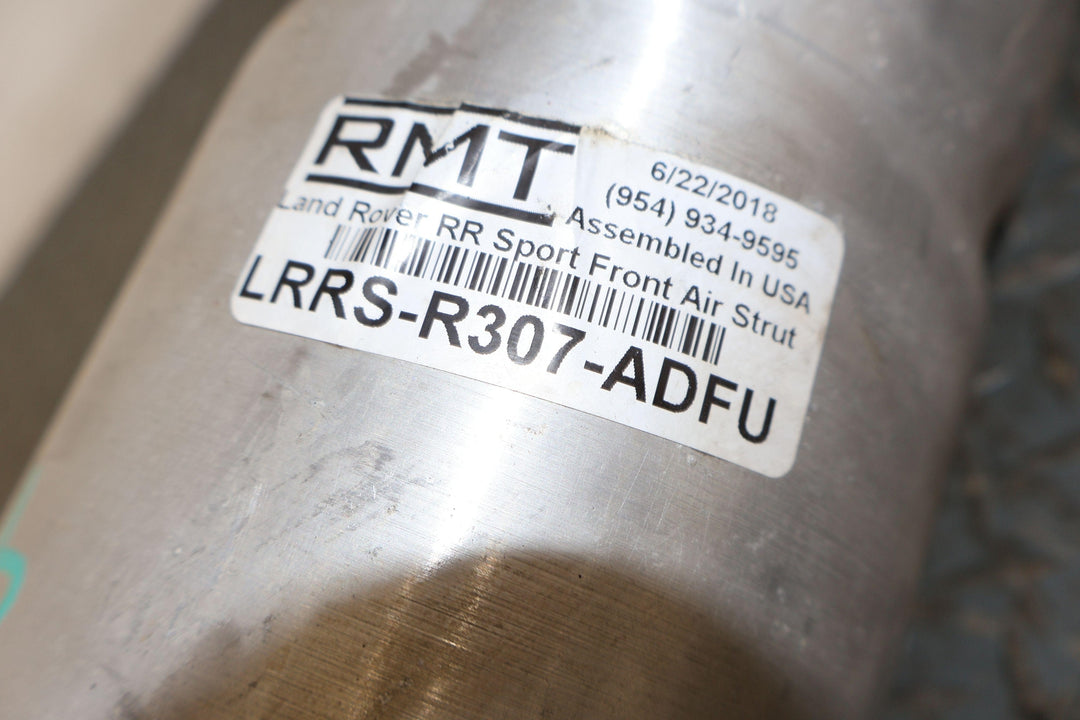 RMT
6/22/2018
(954) 934-9595
Assembled In USA
Land Rover RR Sport Front Air Strut
LRRS-R307-ADFU